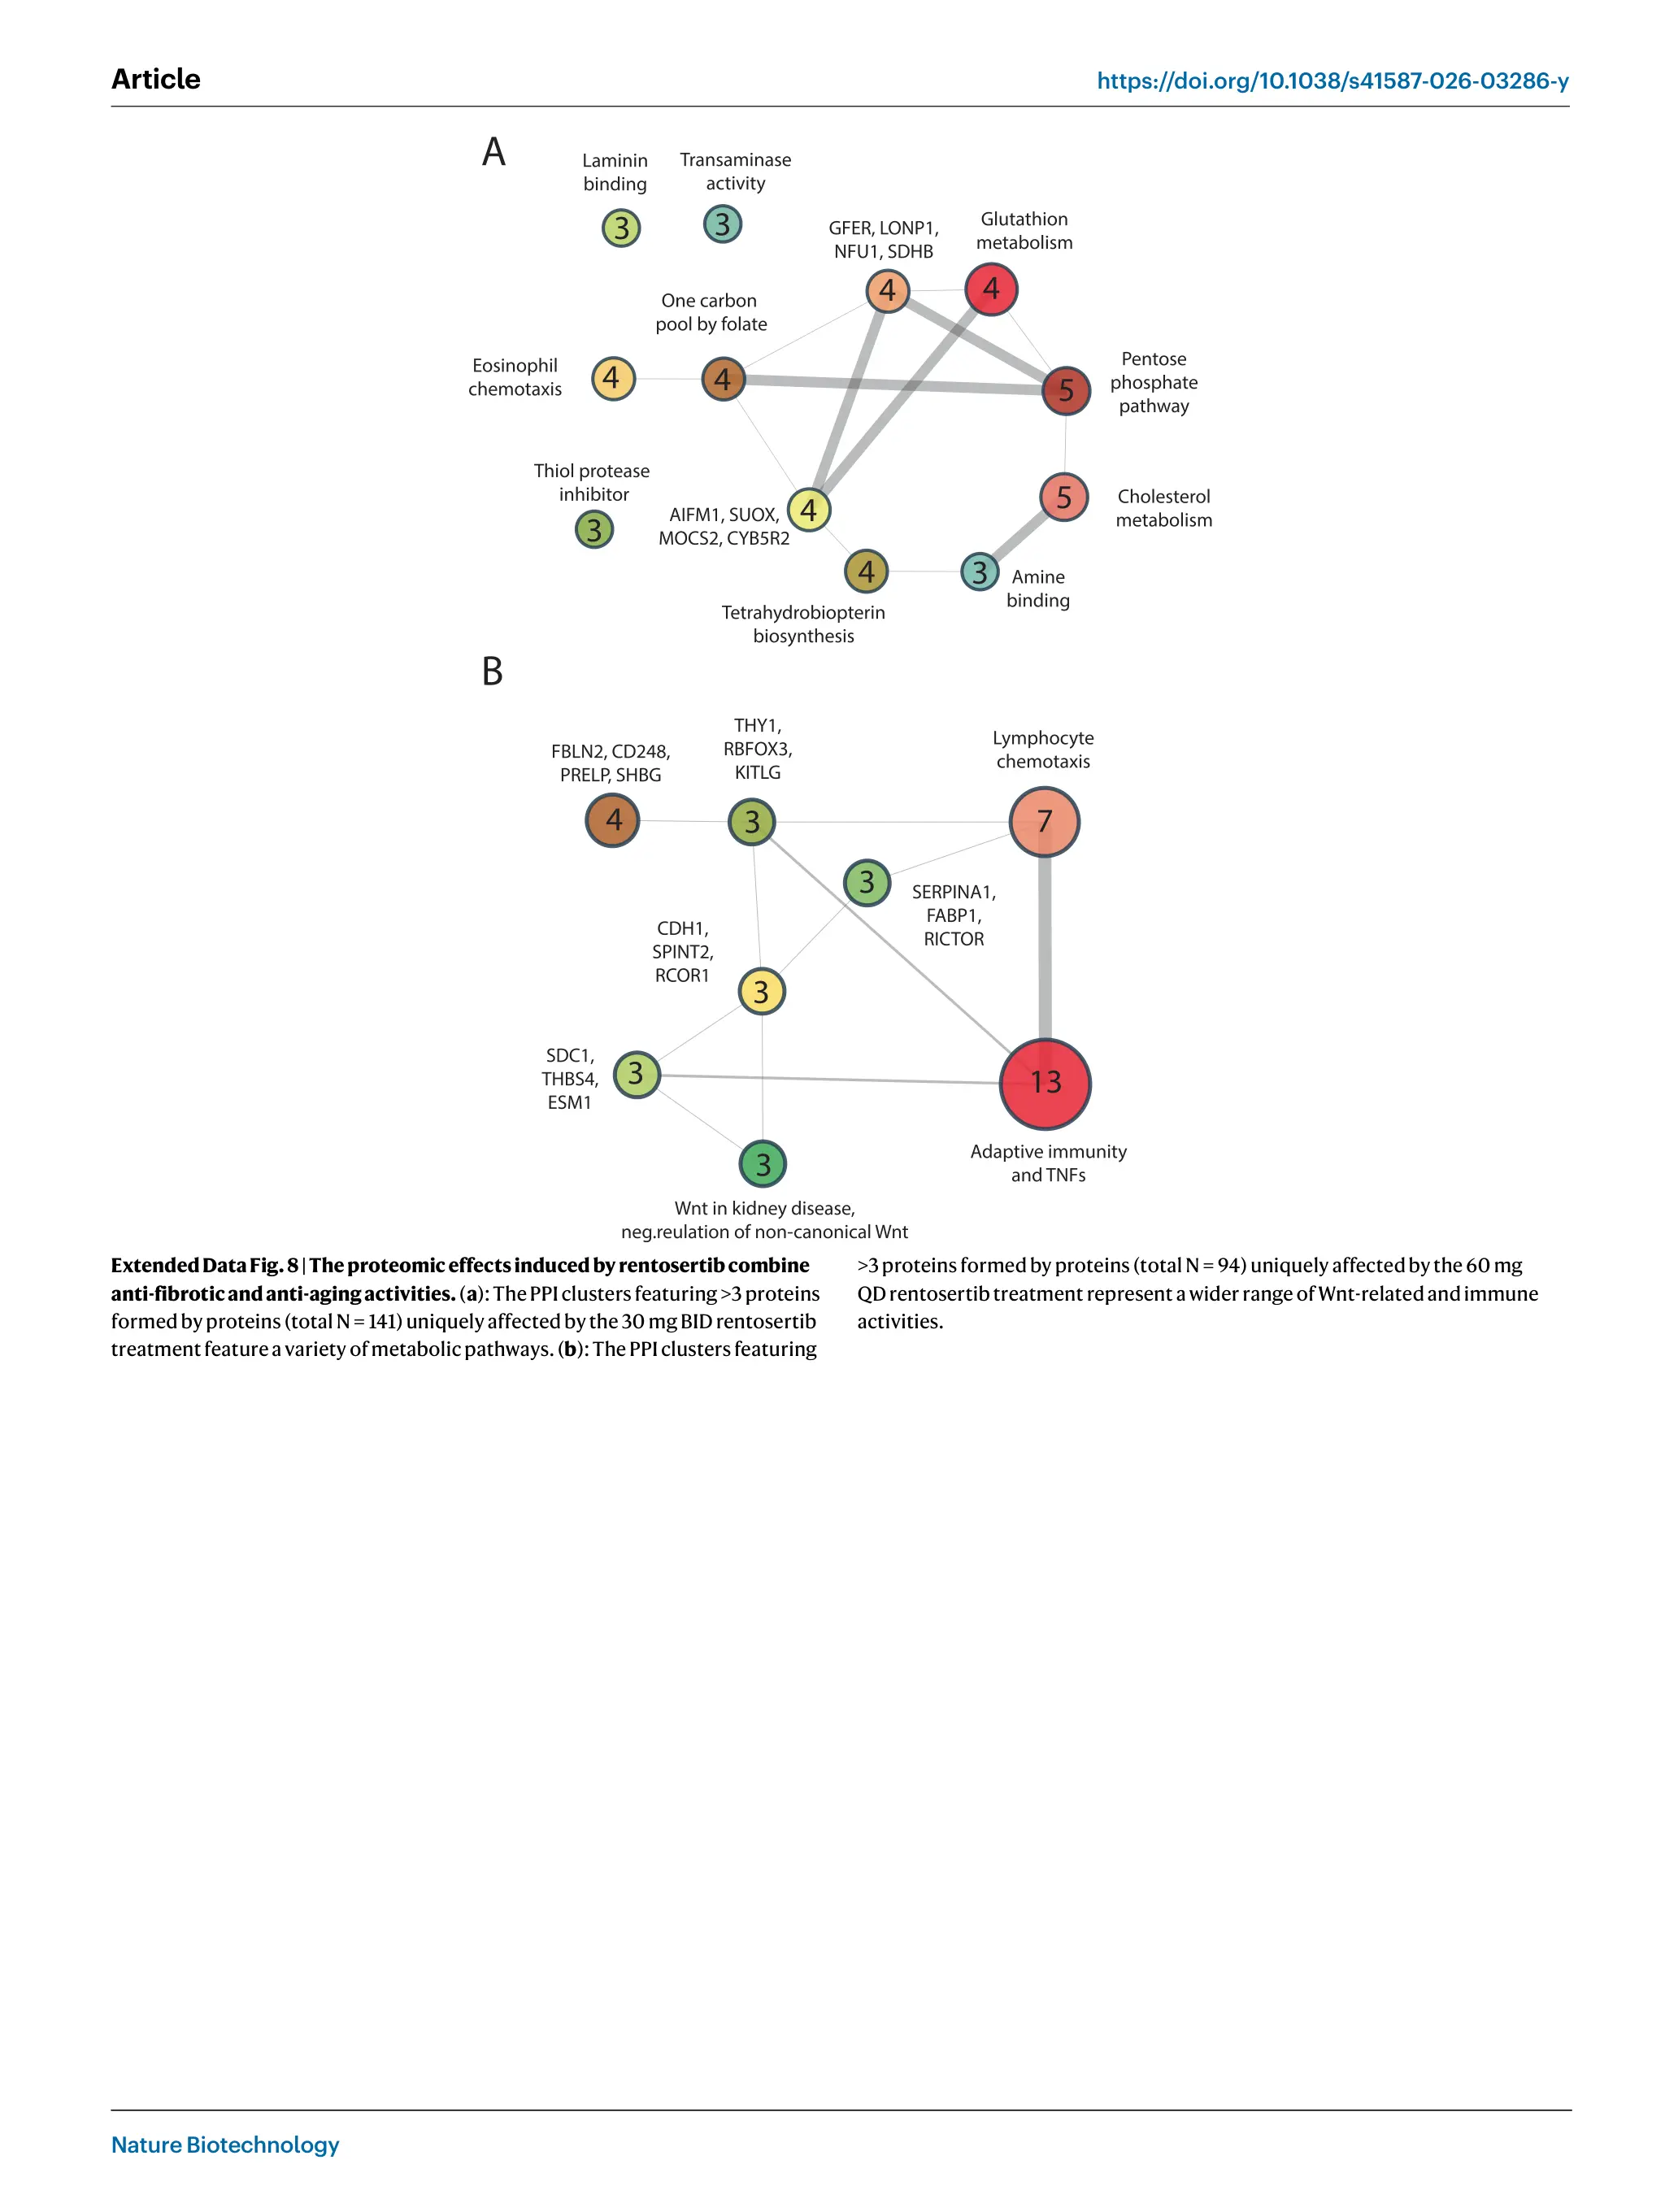 Article
https://doi.org/10.1038/s41587-026-03286-y
A
Laminin
binding
3
Transaminase
activity
3
GFER, LONP1,
NFU1, SDHB
4
Glutathion
metabolism
4
One carbon
pool by folate
4
Eosinophil
chemotaxis
4
Pentose
phosphate
pathway
5
Thiol protease
inhibitor
3
AIFM1, SUOX,
MOCS2, CYB5R2
4
Cholesterol
metabolism
5
Tetrahydrobiopterin
biosynthesis
4
Amine
binding
3
B
FBLN2, CD248,
PRELP, SHBG
4
THY1,
RBFOX3,
KITLG
3
Lymphocyte
chemotaxis
7
3
SERPINA1,
FABP1,
RICTOR
CDH1,
SPINT2,
RCOR1
3
SDC1,
THBS4,
ESM1
3
13
Adaptive immunity
and TNFs
3
Wnt in kidney disease,
neg.reulation of non-canonical Wnt
Extended Data Fig. 8 | The proteomic effects induced by rentosertib combine
anti-fibrotic and anti-aging activities. (a): The PPI clusters featuring >3 proteins
formed by proteins (total N = 141) uniquely affected by the 30 mg BID rentosertib
treatment feature a variety of metabolic pathways. (b): The PPI clusters featuring
>3 proteins formed by proteins (total N = 94) uniquely affected by the 60 mg
QD rentosertib treatment represent a wider range of Wnt-related and immune
activities.
Nature Biotechnology